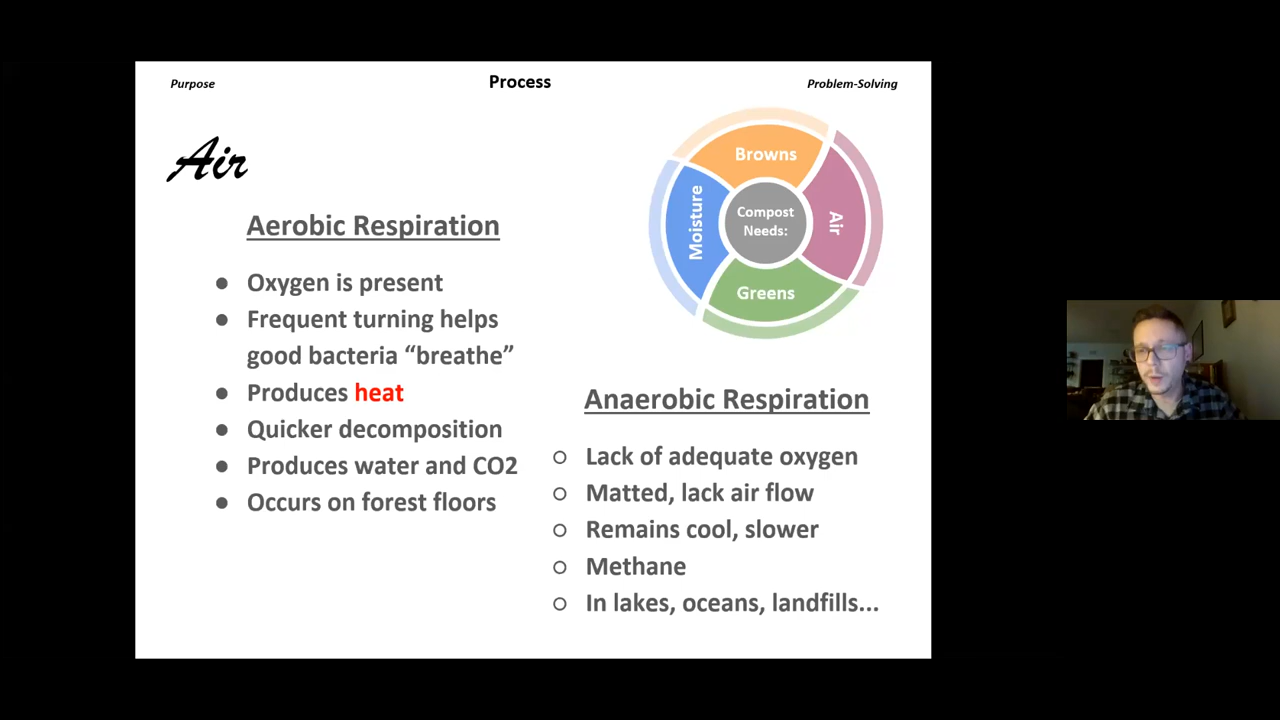 Purpose
Process
Problem-Solving
Air
Browns
Moisture
Compost
Needs:
Air
Greens
Aerobic Respiration
● Oxygen is present
● Frequent turning helps
good bacteria “breathe”
● Produces heat
● Quicker decomposition
● Produces water and CO2
● Occurs on forest floors
Anaerobic Respiration
○ Lack of adequate oxygen
○ Matted, lack air flow
○ Remains cool, slower
○ Methane
○ In lakes, oceans, landfills...